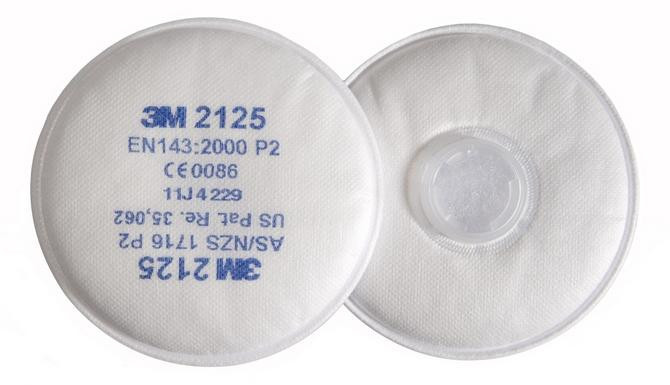 3M 2125
EN143:2000 P2
CE0086
11J4229
US Pat. Re. 35,062
AS/NZS 1716 P2
3M 2125